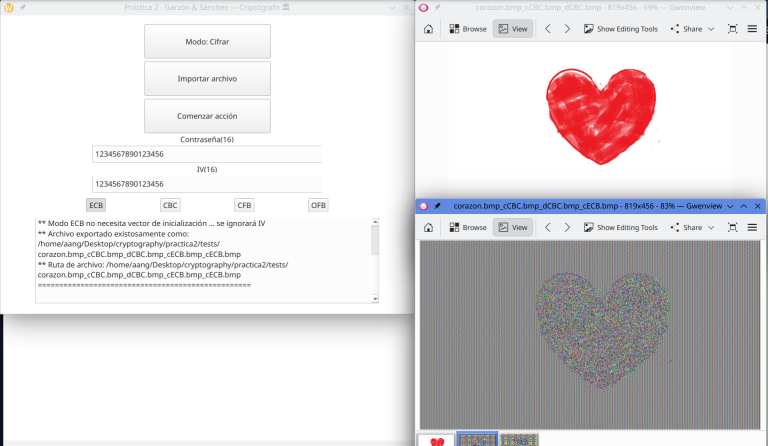 Práctica 2 - Garzón & Sánchez — Criptógrafo
Modo: Cifrar
Importar archivo
Comenzar acción
Contraseña(16)
1234567890123456
IV(16)
1234567890123456
ECB
CBC
CFB
OFB
** Modo ECB no necesita vector de inicialización ... se ignorará IV
** Archivo exportado existosamente como:
/home/aang/Desktop/cryptography/practica2/tests/
corazon.bmp_cCBC.bmp_dCBC.bmp_cECB.bmp_cECB.bmp
** Ruta de archivo: /home/aang/Desktop/cryptography/practica2/tests/
corazon.bmp_cCBC.bmp_dCBC.bmp_cECB.bmp_cECB.bmp
==================================================
corazon.bmp_cCBC.bmp_dCBC.bmp - 819x456 - 69% — Gwenview
Browse View Show Editing Tools Share
corazon.bmp_cCBC.bmp_dCBC.bmp_cECB.bmp - 819x456 - 83% — Gwenview
Browse View Show Editing Tools Share